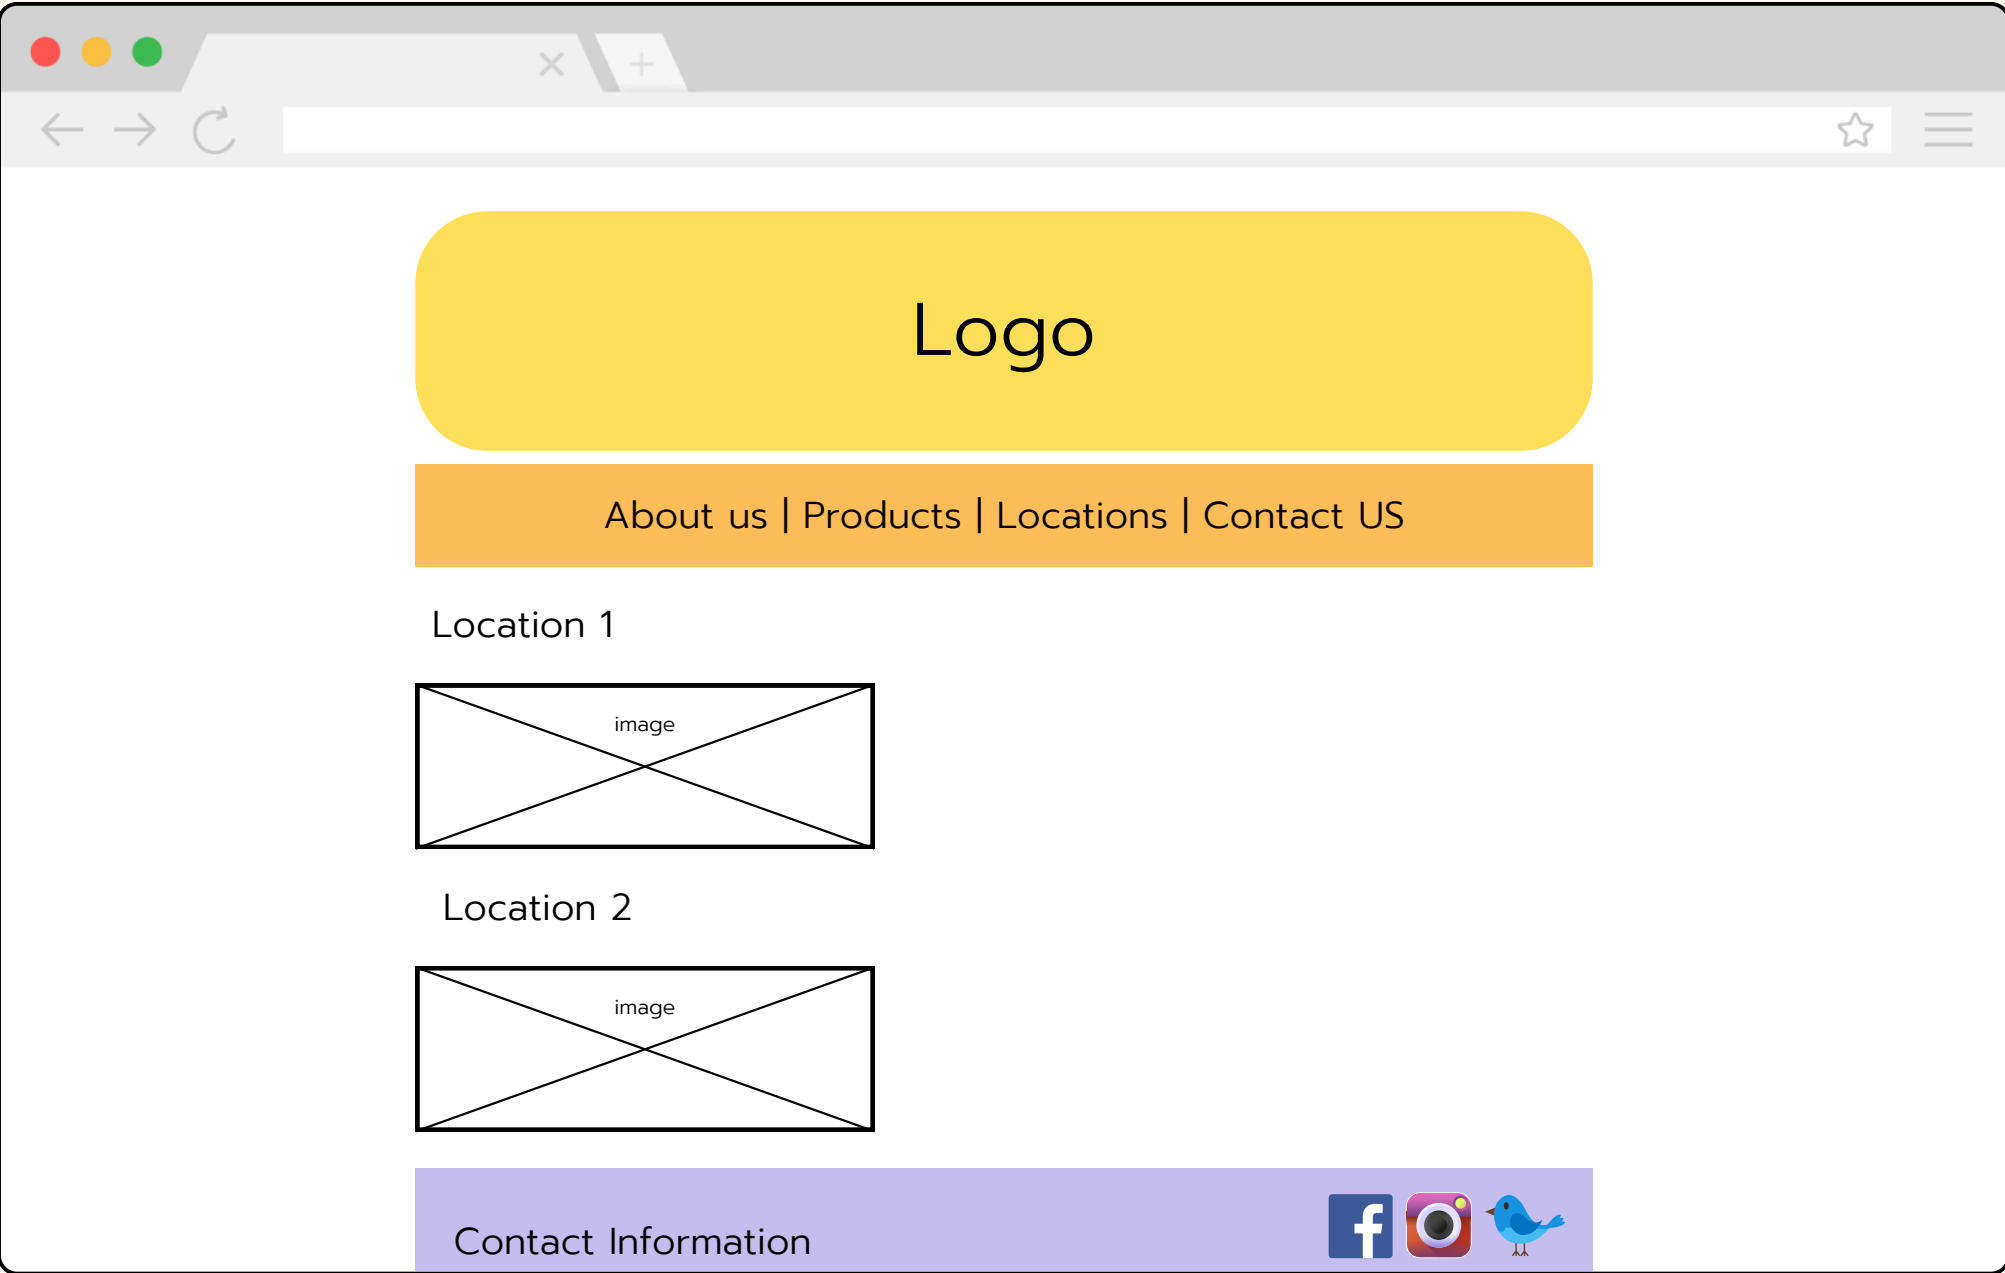 Logo
About us | Products | Locations | Contact US
Location 1
image
Location 2
image
Contact Information